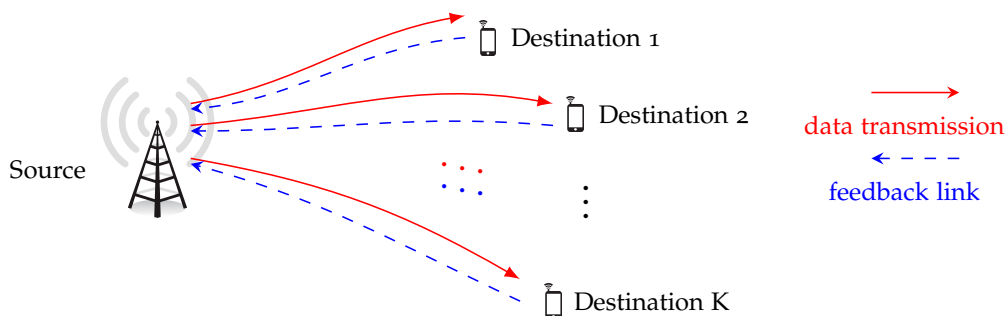 Destination 1
Destination 2
data transmission
Source
feedback link
Destination K